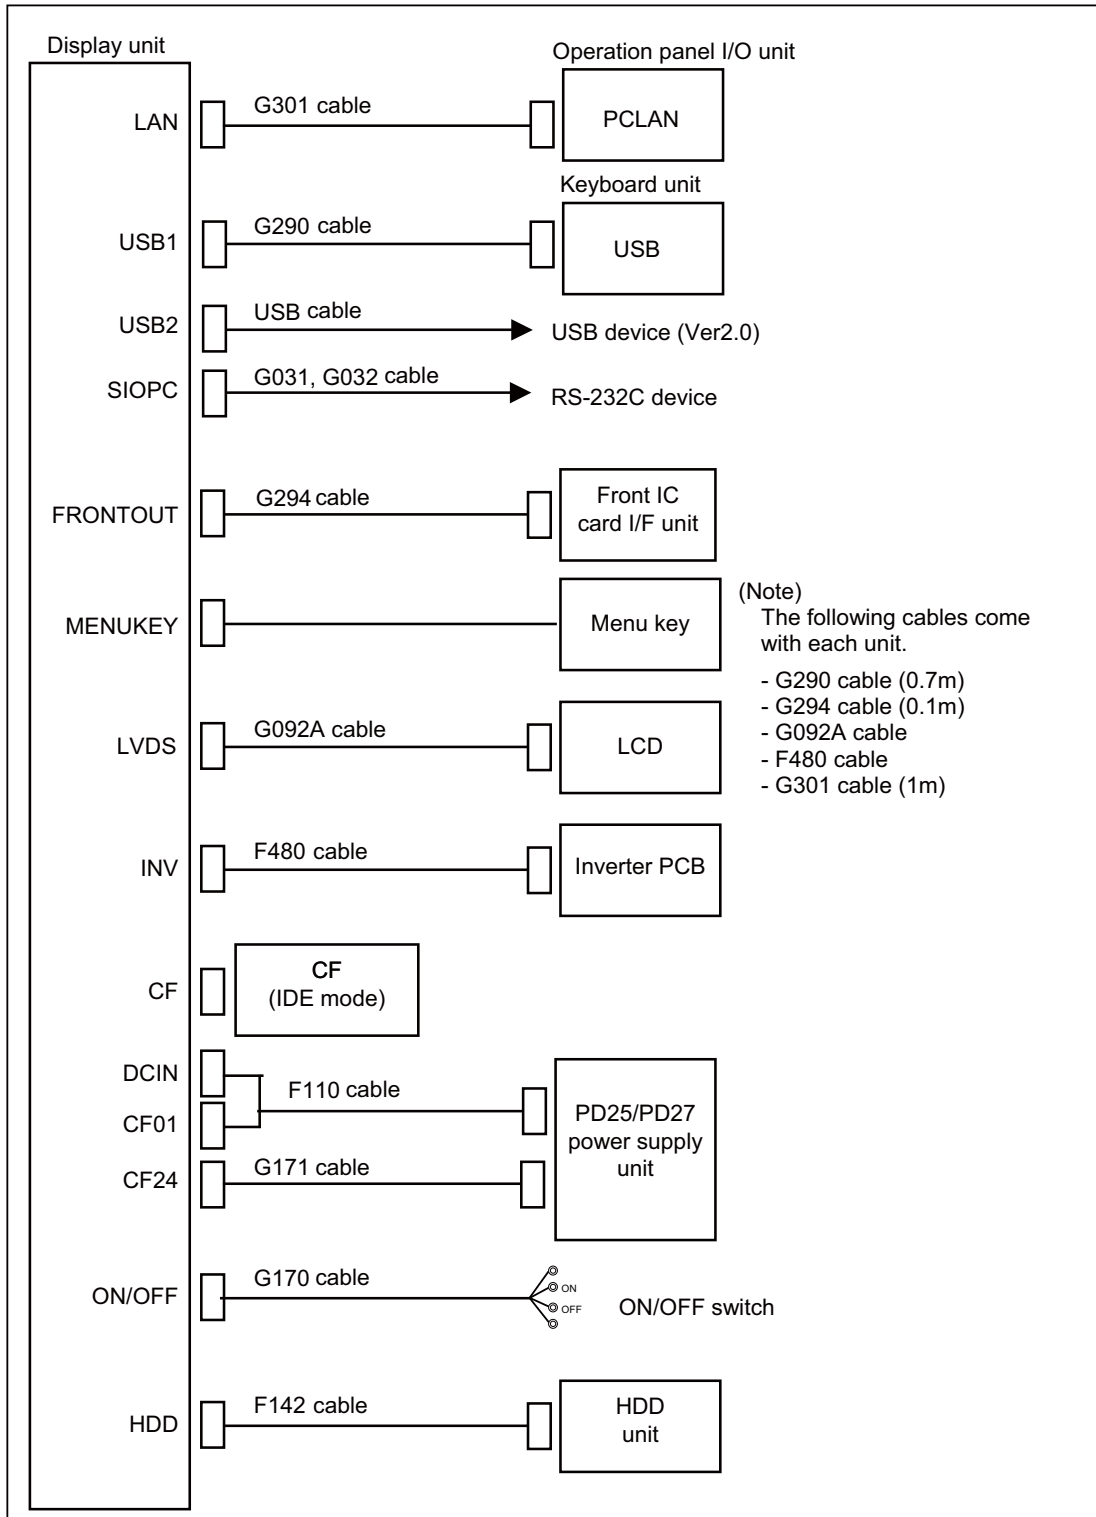 Display unit
Operation panel I/O unit
LAN
G301 cable
PCLAN
Keyboard unit
USB1
G290 cable
USB
USB2
USB cable
USB device (Ver2.0)
SIOPC
G031, G032 cable
RS-232C device
FRONTOUT
G294 cable
Front IC
card I/F unit
MENUKEY
Menu key
(Note)
The following cables come
with each unit.
- G290 cable (0.7m)
- G294 cable (0.1m)
- G092A cable
- F480 cable
- G301 cable (1m)
LVDS
G092A cable
LCD
INV
F480 cable
Inverter PCB
CF
CF
(IDE mode)
DCIN
CF01
F110 cable
PD25/PD27
power supply
unit
CF24
G171 cable
ON/OFF
G170 cable
ON
OFF
ON/OFF switch
HDD
F142 cable
HDD
unit